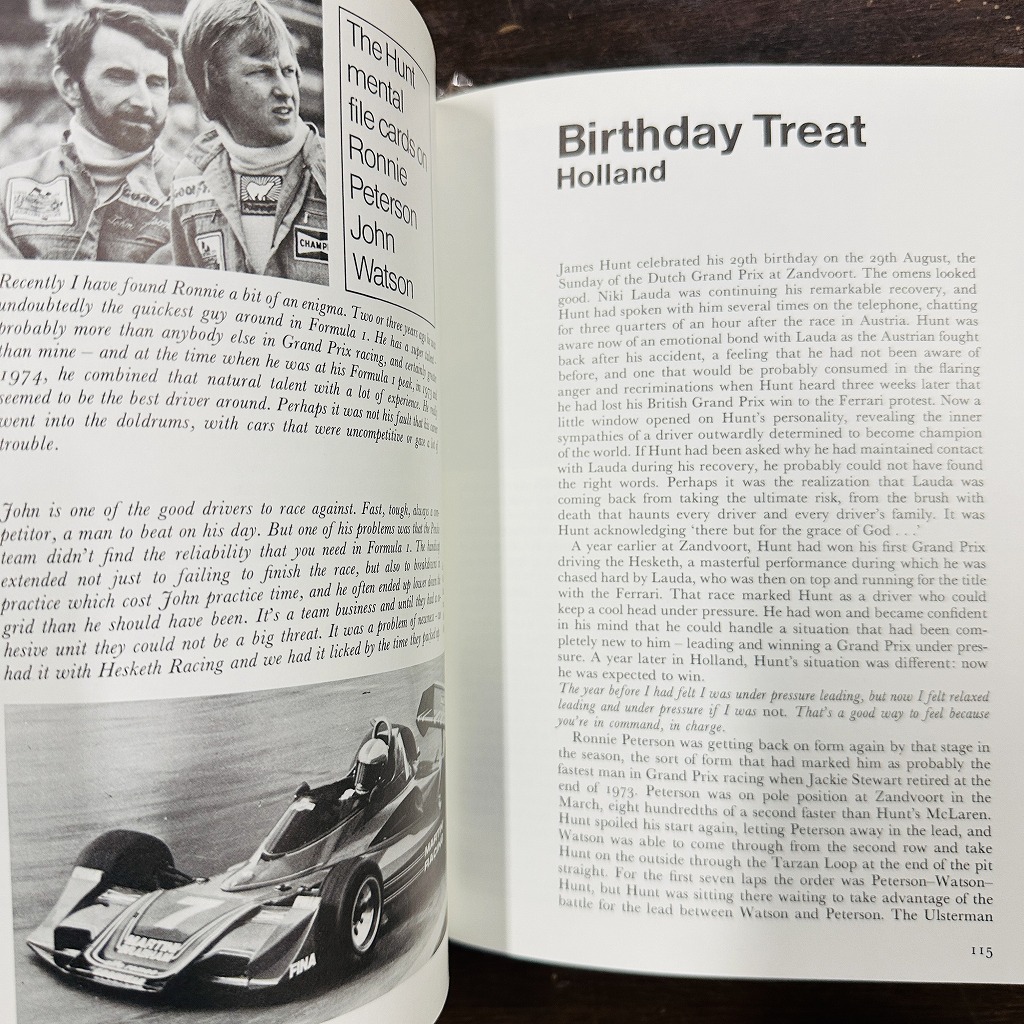 The Hunt
mental
file cards on
Ronnie
Peterson
John
Watson
GOOD
CHAMP
Recently I have found Ronnie a bit of an enigma. Two or three years ago he was
undoubtedly the quickest guy around in Formula 1. He has a super talent –
probably more than anybody else in Grand Prix racing, and certainly greater
than mine – and at the time when he was at his Formula 1 peak, in 1973 and
1974, he combined that natural talent with a lot of experience. He really
seemed to be the best driver around. Perhaps it was not his fault that his career
went into the doldrums, with cars that were uncompetitive or gave a lot of
trouble.
John is one of the good drivers to race against. Fast, tough, always a com-
petitor, a man to beat on his day. But one of his problems was that the Penske
team didn't find the reliability that you need in Formula 1. The
extended not just to failing to finish the race, but also to breakdowns in
practice which cost John practice time, and he often ended up lower down the
grid than he should have been. It's a team business and until they had a co-
hesive unit they could not be a big threat. It was a problem of newness – we
had it with Hesketh Racing and we had it licked by the time they packed up.
7
MARTINI
RACING
MARTINI
FINA
Birthday Treat
Holland
James Hunt celebrated his 29th birthday on the 29th August, the
Sunday of the Dutch Grand Prix at Zandvoort. The omens looked
good. Niki Lauda was continuing his remarkable recovery, and
Hunt had spoken with him several times on the telephone, chatting
for three quarters of an hour after the race in Austria. Hunt was
aware now of an emotional bond with Lauda as the Austrian fought
back after his accident, a feeling that he had not been aware of
before, and one that would be probably consumed in the flaring
anger and recriminations when Hunt heard three weeks later that
he had lost his British Grand Prix win to the Ferrari protest. Now a
little window opened on Hunt's personality, revealing the inner
sympathies of a driver outwardly determined to become champion
of the world. If Hunt had been asked why he had maintained contact
with Lauda during his recovery, he probably could not have found
the right words. Perhaps it was the realization that Lauda was
coming back from taking the ultimate risk, from the brush with
death that haunts every driver and every driver's family. It was
Hunt acknowledging 'there but for the grace of God . . .'
A year earlier at Zandvoort, Hunt had won his first Grand Prix
driving the Hesketh, a masterful performance during which he was
chased hard by Lauda, who was then on top and running for the title
with the Ferrari. That race marked Hunt as a driver who could
keep a cool head under pressure. He had won and became confident
in his mind that he could handle a situation that had been com-
pletely new to him – leading and winning a Grand Prix under pres-
sure. A year later in Holland, Hunt's situation was different: now
he was expected to win.
The year before I had felt I was under pressure leading, but now I felt relaxed
leading and under pressure if I was not. That's a good way to feel because
you're in command, in charge.
Ronnie Peterson was getting back on form again by that stage in
the season, the sort of form that had marked him as probably the
fastest man in Grand Prix racing when Jackie Stewart retired at the
end of 1973. Peterson was on pole position at Zandvoort in the
March, eight hundredths of a second faster than Hunt's McLaren.
Hunt spoiled his start again, letting Peterson away in the lead, and
Watson was able to come through from the second row and take
Hunt on the outside through the Tarzan Loop at the end of the pit
straight. For the first seven laps the order was Peterson–Watson–
Hunt, but Hunt was sitting there waiting to take advantage of the
battle for the lead between Watson and Peterson. The Ulsterman
115